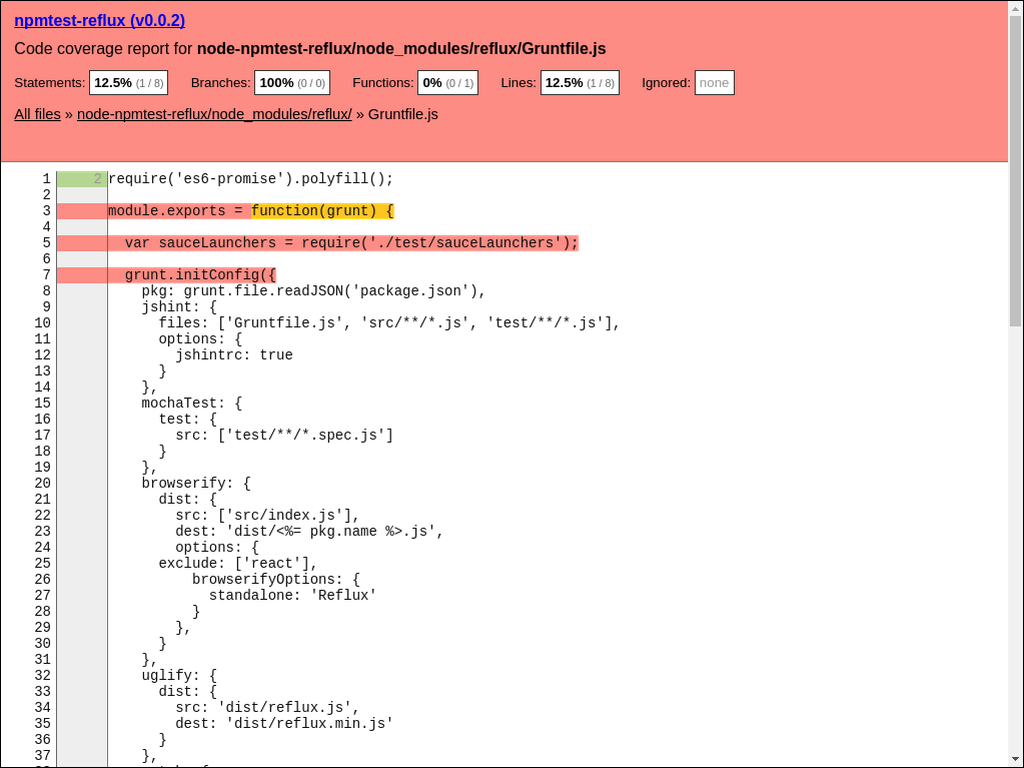 npmtest-reflux (v0.0.2)
Code coverage report for node-npmtest-reflux/node_modules/reflux/Gruntfile.js
Statements: 12.5% (1 / 8) Branches: 100% (0 / 0) Functions: 0% (0 / 1) Lines: 12.5% (1 / 8) Ignored: none
All files » node-npmtest-reflux/node_modules/reflux/ » Gruntfile.js
1 2 require('es6-promise').polyfill();
2
3 module.exports = function(grunt) {
4
5   var sauceLaunchers = require('./test/sauceLaunchers');
6
7   grunt.initConfig({
8     pkg: grunt.file.readJSON('package.json'),
9     jshint: {
10       files: ['Gruntfile.js', 'src/**/*.js', 'test/**/*.js'],
11       options: {
12         jshintrc: true
13       }
14     },
15     mochaTest: {
16       test: {
17         src: ['test/**/*.spec.js']
18       }
19     },
20     browserify: {
21       dist: {
22         src: ['src/index.js'],
23         dest: 'dist/<%= pkg.name %>.js',
24         options: {
25       exclude: ['react'],
26           browserifyOptions: {
27             standalone: 'Reflux'
28           }
29         },
30       }
31     },
32     uglify: {
33       dist: {
34         src: 'dist/reflux.js',
35         dest: 'dist/reflux.min.js'
36       }
37     },